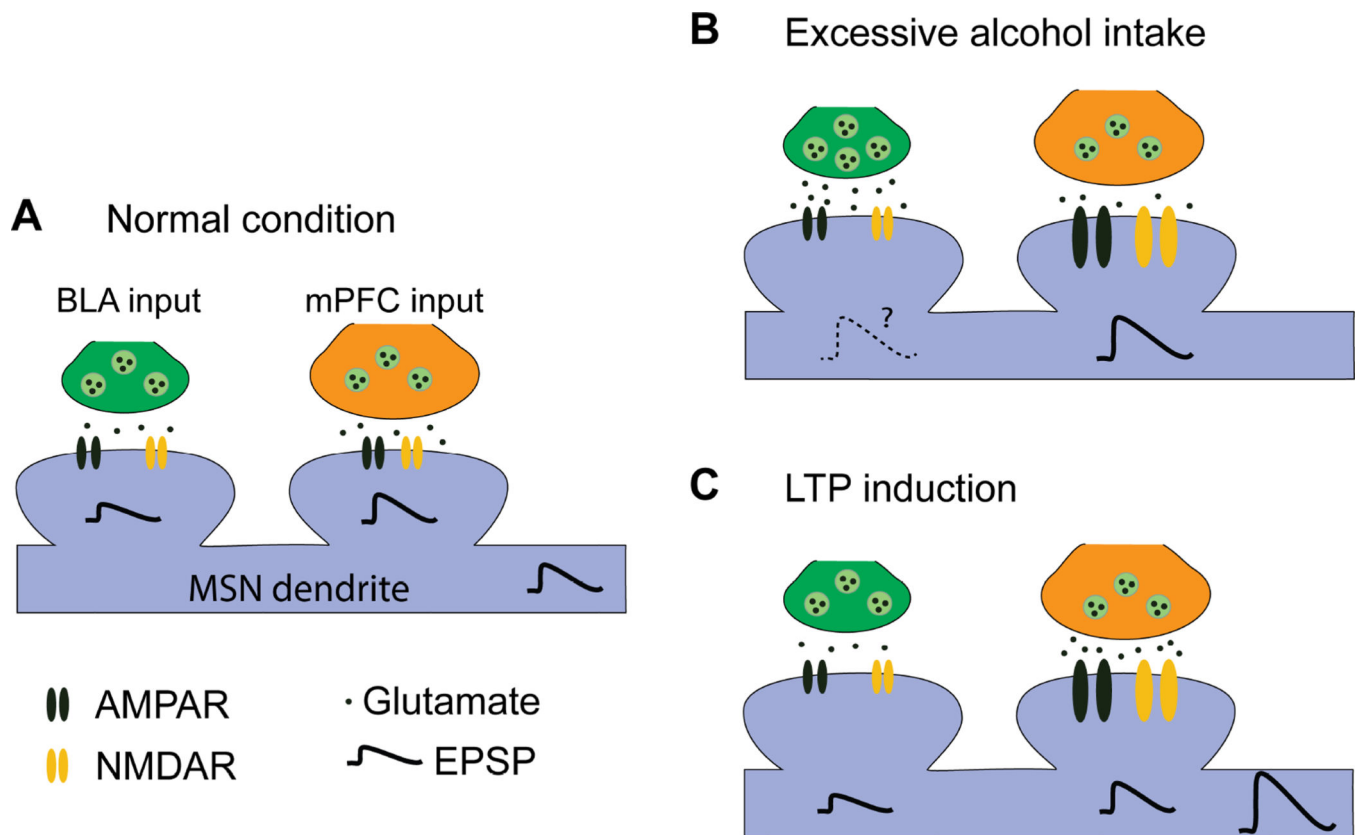 A Normal condition
BLA input
mPFC input
MSN dendrite
AMPAR
NMDAR
Glutamate
EPSP
B Excessive alcohol intake
?
C LTP induction